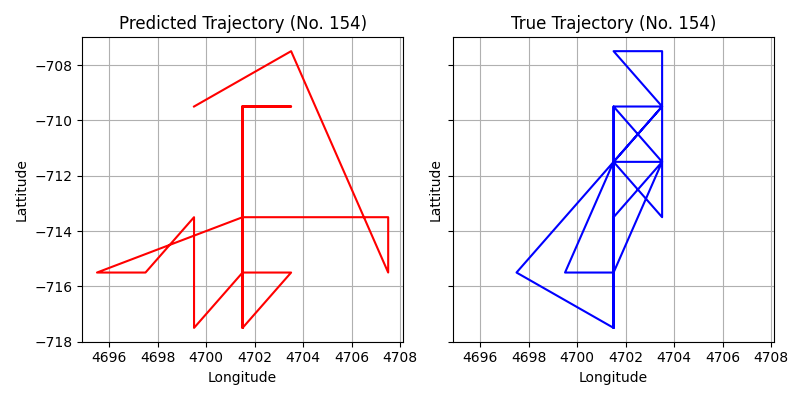 Predicted Trajectory (No. 154)
True Trajectory (No. 154)
Lattitude
−708
−710
−712
−714
−716
−718
4696 4698 4700 4702 4704 4706 4708
Longitude
Lattitude
4696 4698 4700 4702 4704 4706 4708
Longitude